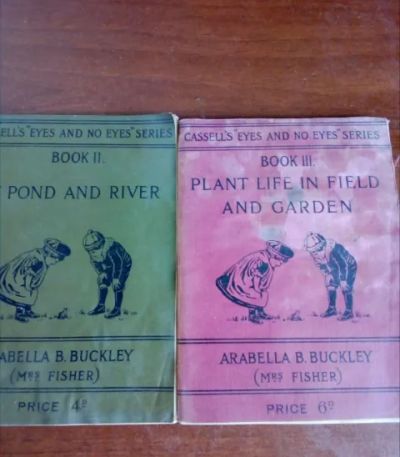 ELL'S "EYES AND NO EYES" SERIES
BOOK II.
POND AND RIVER
ABELLA B. BUCKLEY
(MRS FISHER)
PRICE 4D
CASSELL'S "EYES AND NO EYES" SERIES
BOOK III.
PLANT LIFE IN FIELD
AND GARDEN
ARABELLA B. BUCKLEY
(MRS FISHER)
PRICE 6D